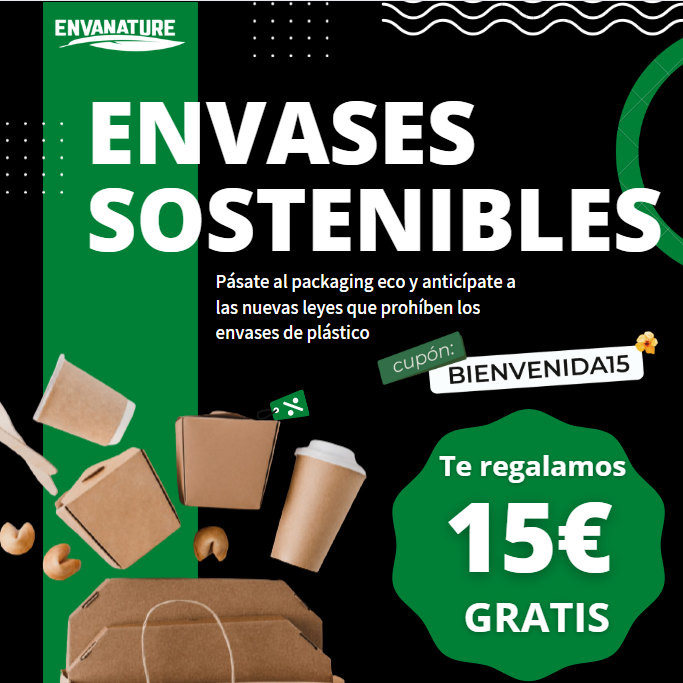 ENVANATURE
ENVASES
SOSTENIBLES
Pásate al packaging eco y anticípate a
las nuevas leyes que prohíben los
envases de plástico
cupón:
BIENVENIDA15
%
Te regalamos
15€
GRATIS